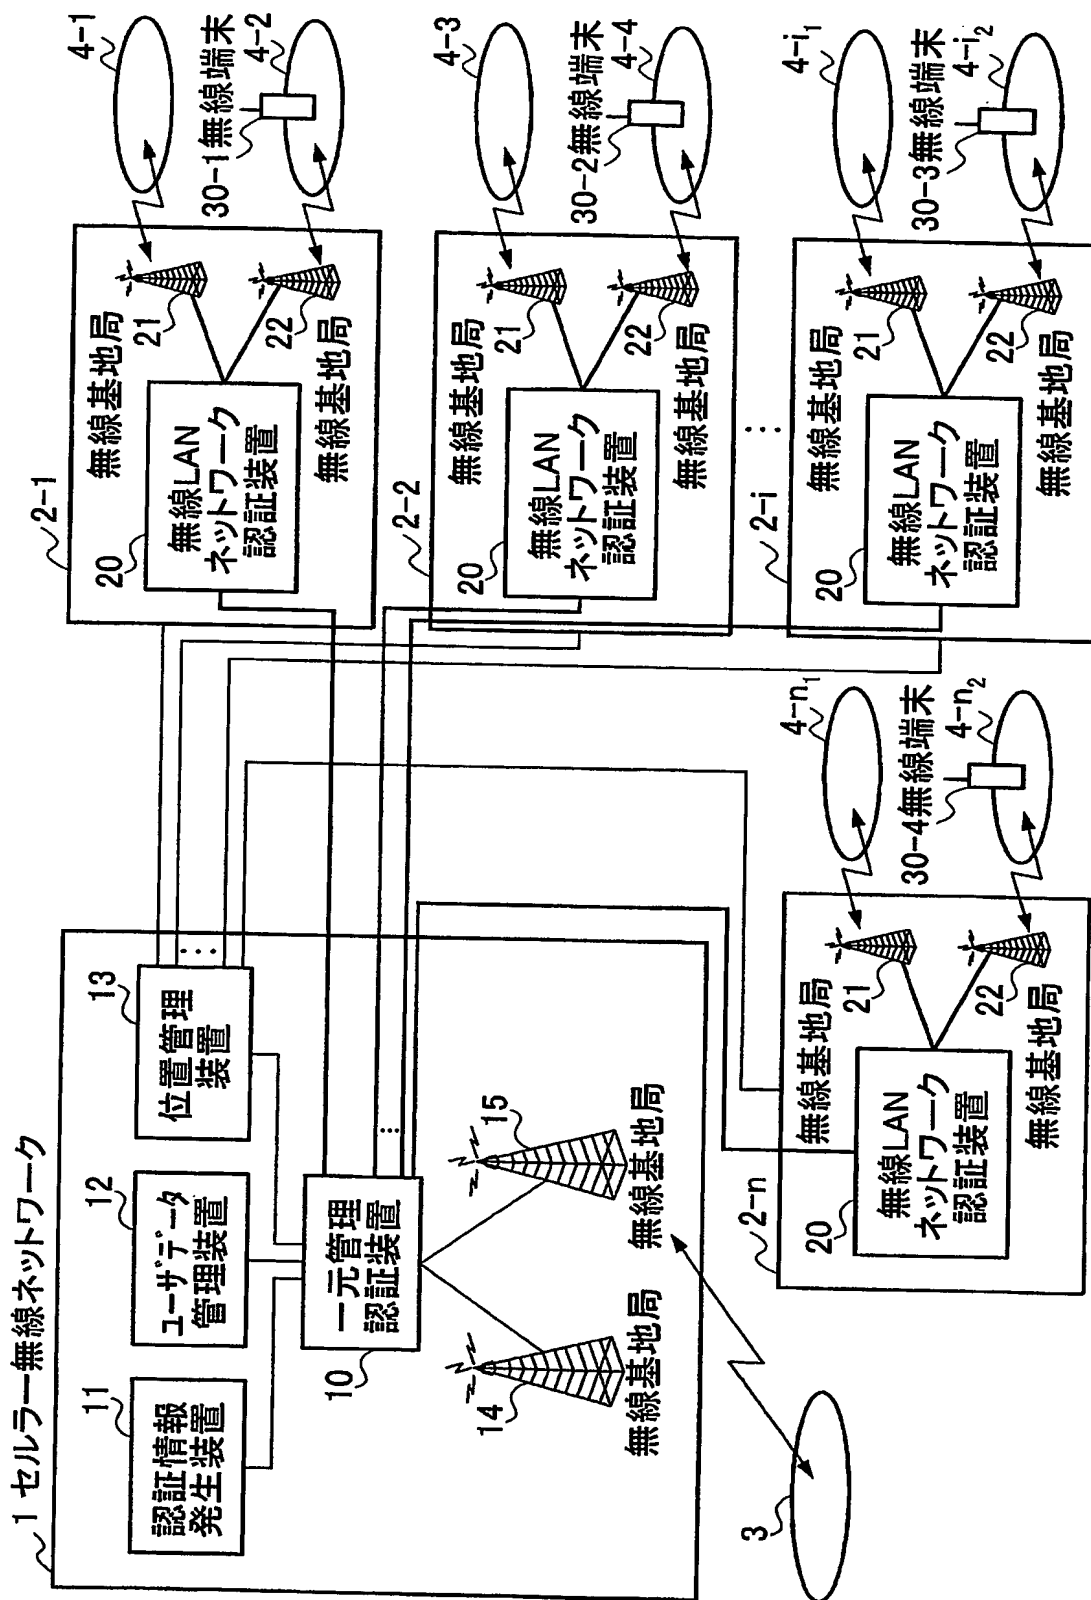 1 セルラー無線ネットワーク
11
認証情報
発生装置
12
ユーザデータ
管理装置
13
位置管理
装置
一元管理
認証装置
10
14
無線基地局
15
無線基地局
3
2-1
20
無線LAN
ネットワーク
認証装置
無線基地局
21
22
無線基地局
4-1
30-1無線端末
4-2
2-2
20
無線LAN
ネットワーク
認証装置
無線基地局
21
22
無線基地局
4-3
30-2無線端末
4-4
2-i
20
無線LAN
ネットワーク
認証装置
無線基地局
21
22
無線基地局
4-i₁
30-3無線端末
4-i₂
2-n
20
無線LAN
ネットワーク
認証装置
無線基地局
21
22
無線基地局
4-n₁
30-4無線端末
4-n₂